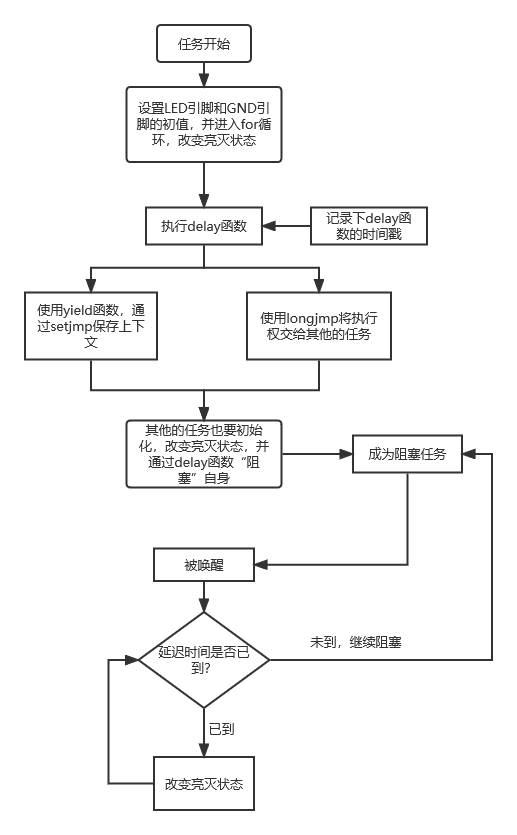 任务开始
设置LED引脚和GND引
脚的初值，并进入for循
环，改变亮灭状态
执行delay函数
记录下delay函
数的时间戳
使用yield函数，通
过setjmp保存上下
文
使用longjmp将执行
权交给其他的任务
其他的任务也要初始
化，改变亮灭状态，并
通过delay函数“阻
塞”自身
成为阻塞任务
被唤醒
延迟时间是否已
到？
未到，继续阻塞
已到
改变亮灭状态